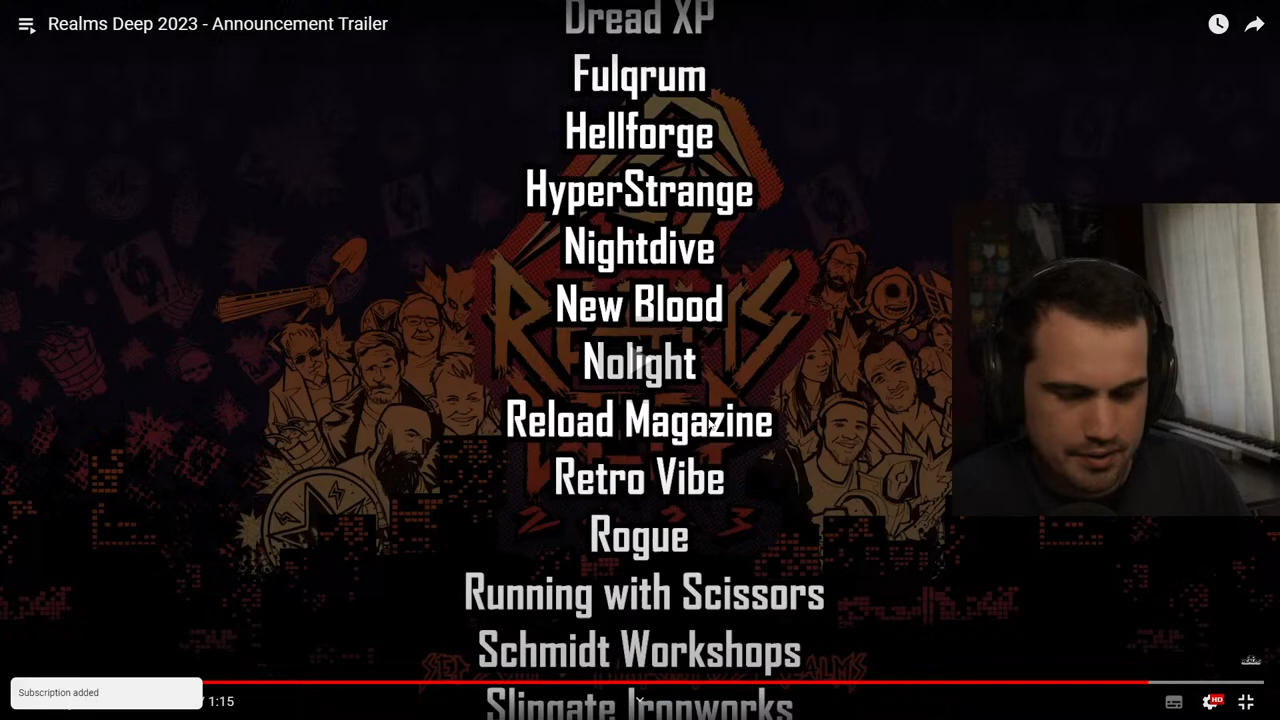 Realms Deep 2023 - Announcement Trailer
Dread XP
Fulqrum
Hellforge
HyperStrange
Nightdive
New Blood
Nolight
Reload Magazine
Retro Vibe
Rogue
Running with Scissors
Schmidt Workshops
Slipgate Ironworks
Subscription added
/ 1:15
HD